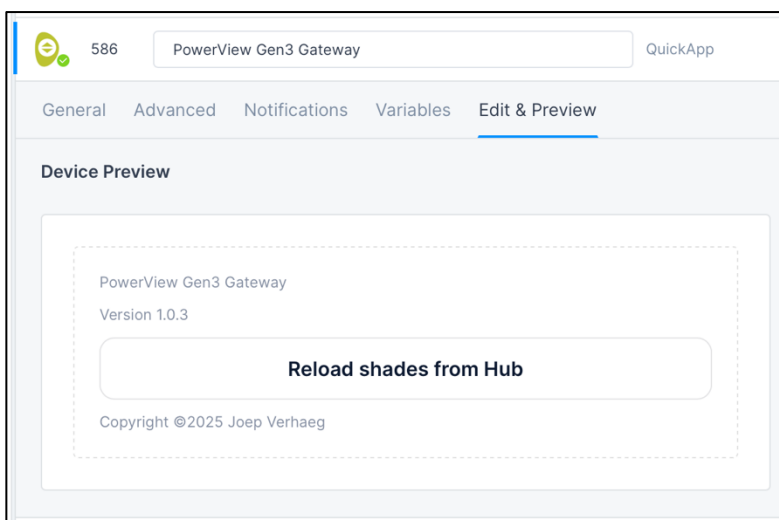 586 PowerView Gen3 Gateway QuickApp
General Advanced Notifications Variables Edit & Preview
Device Preview
PowerView Gen3 Gateway
Version 1.0.3
Reload shades from Hub
Copyright ©2025 Joep Verhaeg